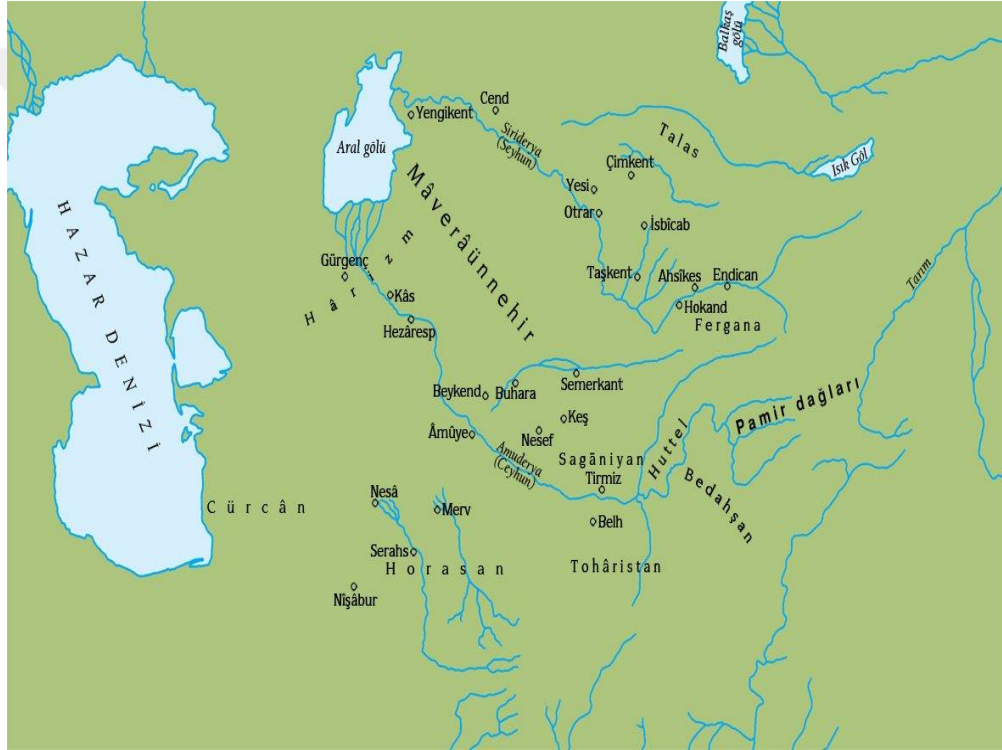 Balkaş
gölü
Cend
Yengikent
Siriderya
(Seyhun)
Talas
Aral gölü
Çimkent
Isık Göl
Yesi
Mâverâünnehir
Otrar
İsbîcab
HAZAR DENİZİ
Gürgenç
Hârizm
Taşkent
Ahsîkes
Endican
Tarım
Kâs
Hokand
Hezâresp
Fergana
Semerkant
Beykend
Buhara
Pamir dağları
Keş
Âmûye
Nesef
Huttel
Amuderya
(Ceyhun)
Sagāniyan
Tirmiz
Bedahşan
Nesâ
Cürcân
Merv
Belh
Serahs
Horasan
Tohâristan
Nîşâbur